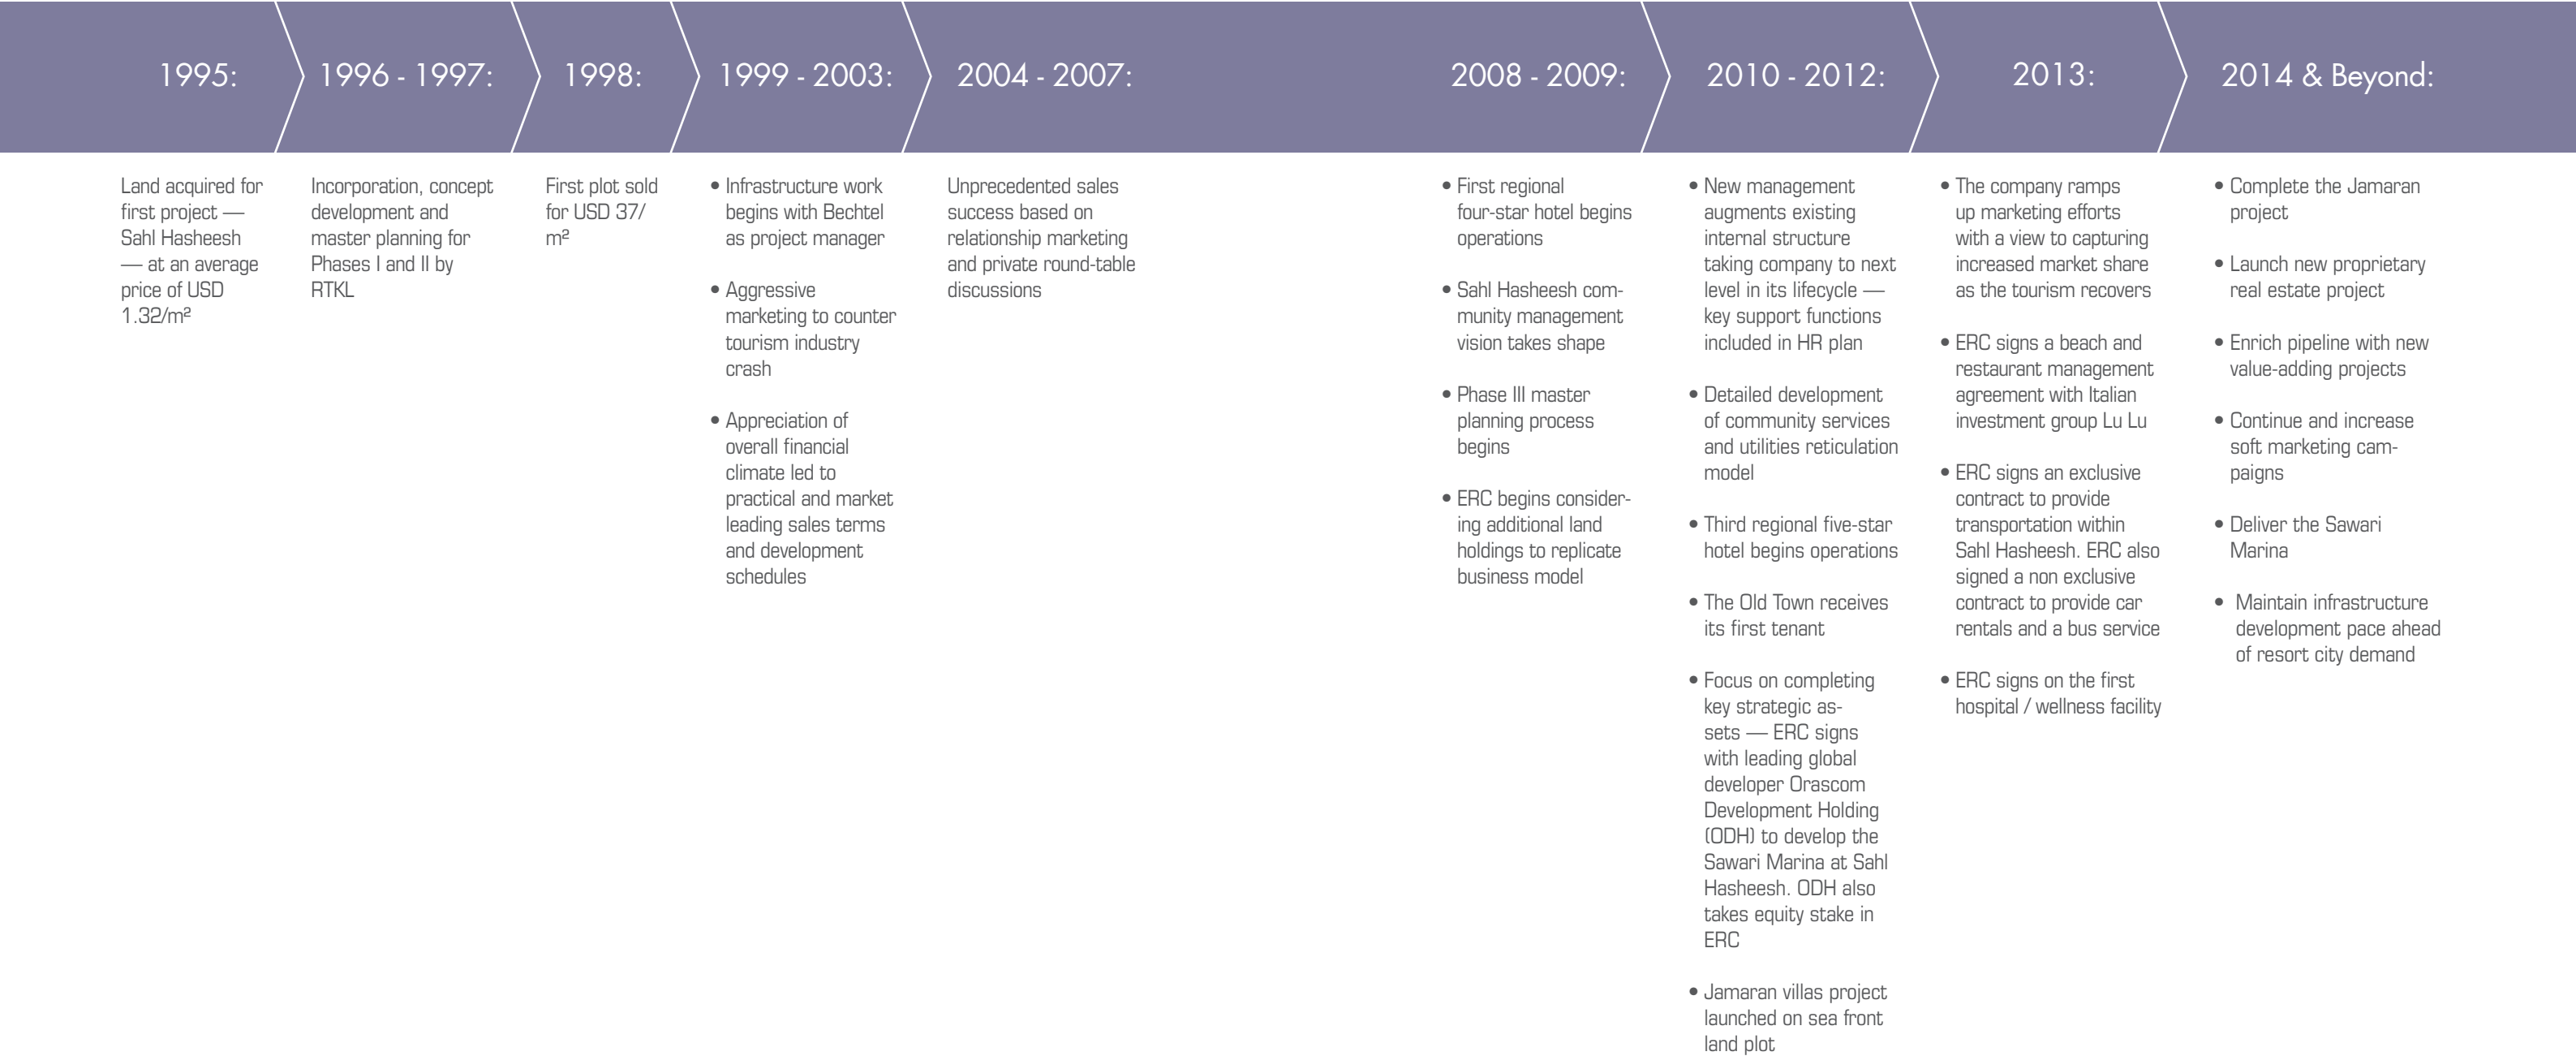 1995:
Land acquired for
first project —
Sahl Hasheesh
— at an average
price of USD
1.32/m²
1996 - 1997:
Incorporation, concept
development and
master planning for
Phases I and II by
RTKL
1998:
First plot sold
for USD 37/
m²
1999 - 2003:
• Infrastructure work
begins with Bechtel
as project manager
• Aggressive
marketing to counter
tourism industry
crash
• Appreciation of
overall financial
climate led to
practical and market
leading sales terms
and development
schedules
2004 - 2007:
Unprecedented sales
success based on
relationship marketing
and private round-table
discussions
2008 - 2009:
• First regional
four-star hotel begins
operations
• Sahl Hasheesh com-
munity management
vision takes shape
• Phase III master
planning process
begins
• ERC begins consider-
ing additional land
holdings to replicate
business model
2010 - 2012:
• New management
augments existing
internal structure
taking company to next
level in its lifecycle —
key support functions
included in HR plan
• Detailed development
of community services
and utilities reticulation
model
• Third regional five-star
hotel begins operations
• The Old Town receives
its first tenant
• Focus on completing
key strategic as-
sets — ERC signs
with leading global
developer Orascom
Development Holding
(ODH) to develop the
Sawari Marina at Sahl
Hasheesh. ODH also
takes equity stake in
ERC
• Jamaran villas project
launched on sea front
land plot
2013:
• The company ramps
up marketing efforts
with a view to capturing
increased market share
as the tourism recovers
• ERC signs a beach and
restaurant management
agreement with Italian
investment group Lu Lu
• ERC signs an exclusive
contract to provide
transportation within
Sahl Hasheesh. ERC also
signed a non exclusive
contract to provide car
rentals and a bus service
• ERC signs on the first
hospital / wellness facility
2014 & Beyond:
• Complete the Jamaran
project
• Launch new proprietary
real estate project
• Enrich pipeline with new
value-adding projects
• Continue and increase
soft marketing cam-
paigns
• Deliver the Sawari
Marina
• Maintain infrastructure
development pace ahead
of resort city demand